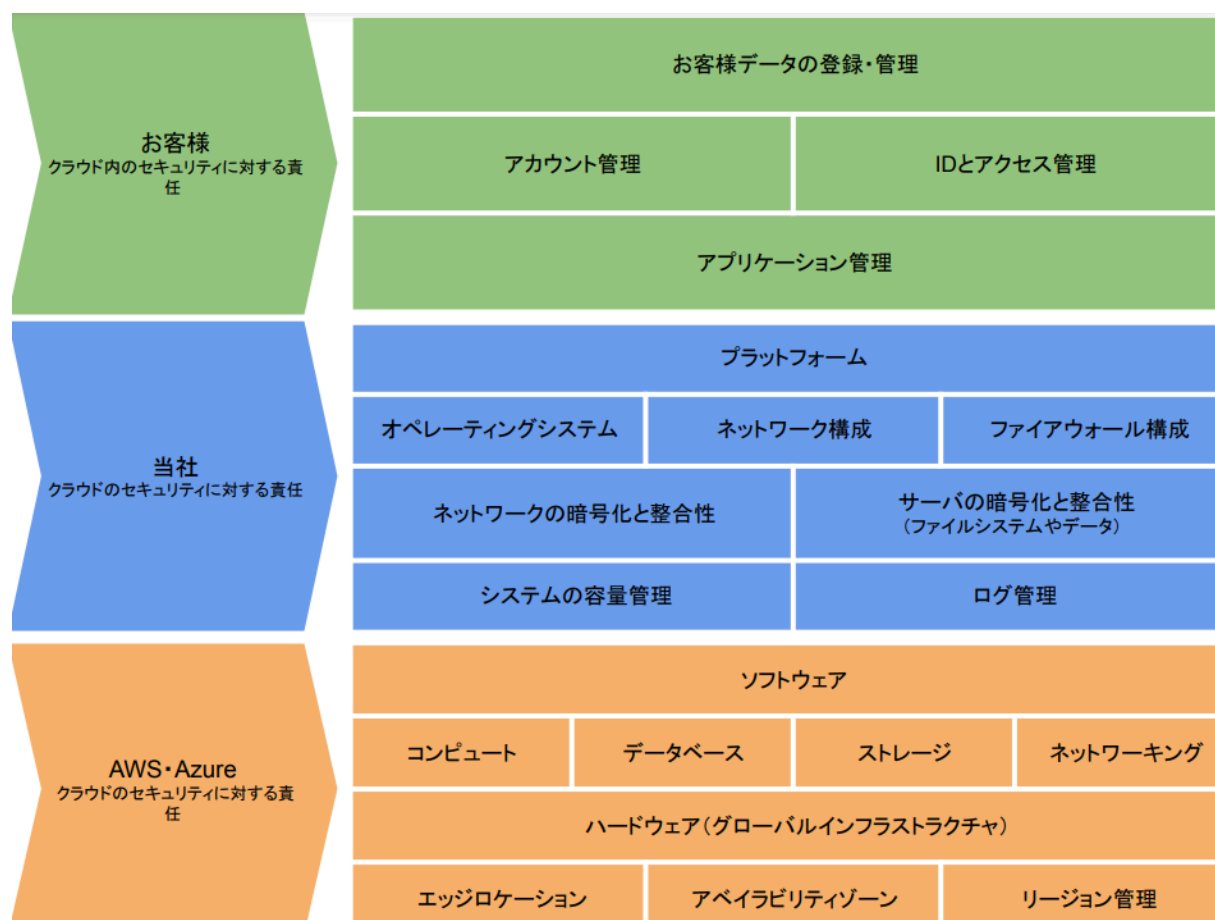 お客様データの登録・管理
お客様
クラウド内のセキュリティに対する責
任
アカウント管理
IDとアクセス管理
アプリケーション管理
プラットフォーム
オペレーティングシステム
ネットワーク構成
ファイアウォール構成
当社
クラウドのセキュリティに対する責任
ネットワークの暗号化と整合性
サーバの暗号化と整合性
（ファイルシステムやデータ）
システムの容量管理
ログ管理
ソフトウェア
AWS・Azure
クラウドのセキュリティに対する責
任
コンピュート
データベース
ストレージ
ネットワーキング
ハードウェア（グローバルインフラストラクチャ）
エッジロケーション
アベイラビリティゾーン
リージョン管理